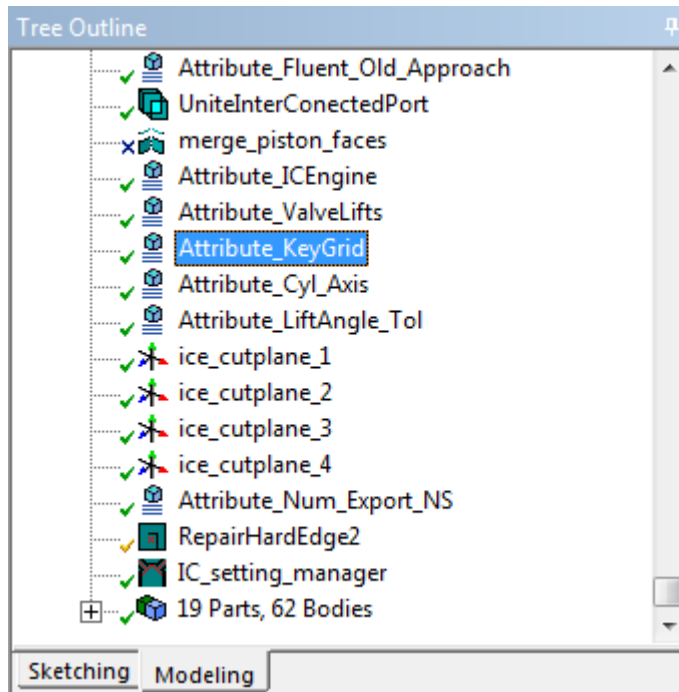 Tree Outline
Attribute_Fluent_Old_Approach
UniteInterConectedPort
merge_piston_faces
Attribute_ICEngine
Attribute_ValveLifts
Attribute_KeyGrid
Attribute_Cyl_Axis
Attribute_LiftAngle_Tol
ice_cutplane_1
ice_cutplane_2
ice_cutplane_3
ice_cutplane_4
Attribute_Num_Export_NS
RepairHardEdge2
IC_setting_manager
19 Parts, 62 Bodies
Sketching Modeling